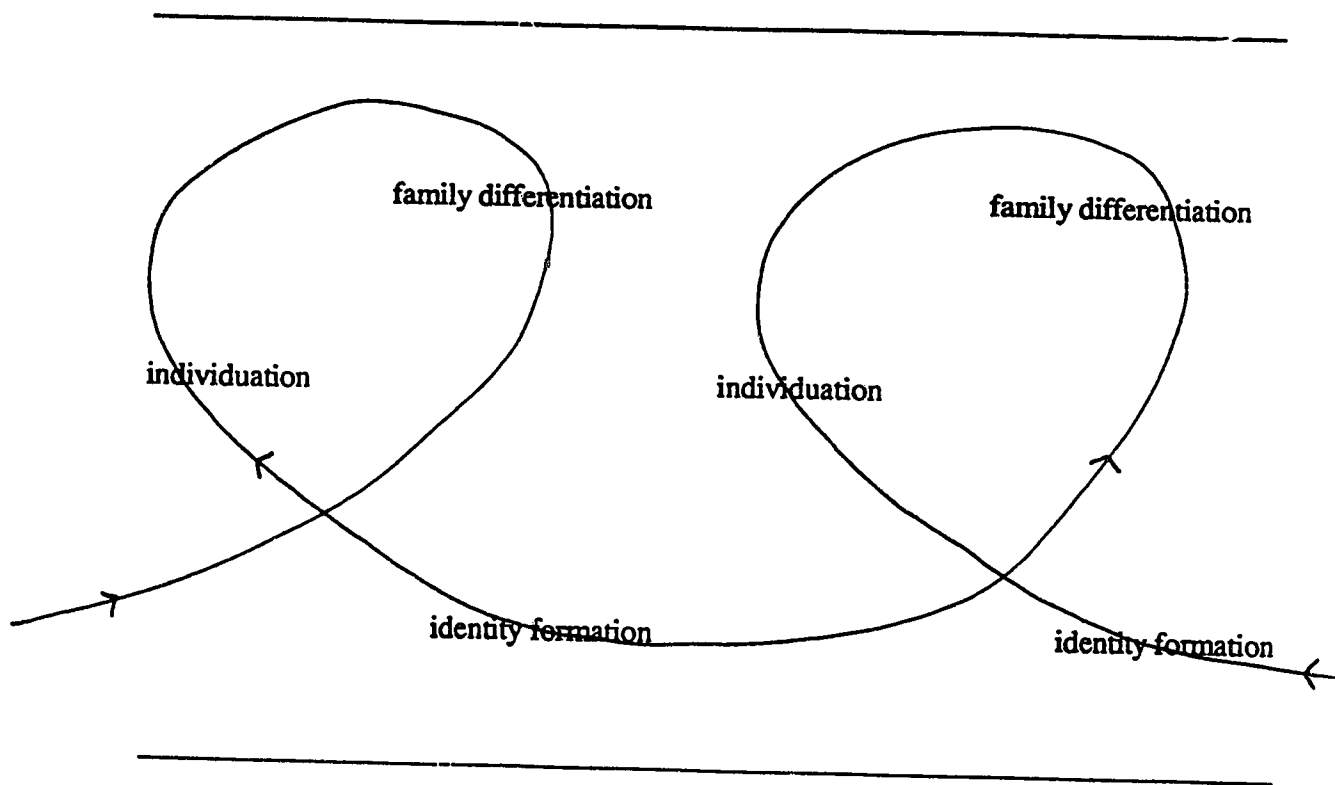 family differentiation
family differentiation
individuation
individuation
identity formation
identity formation